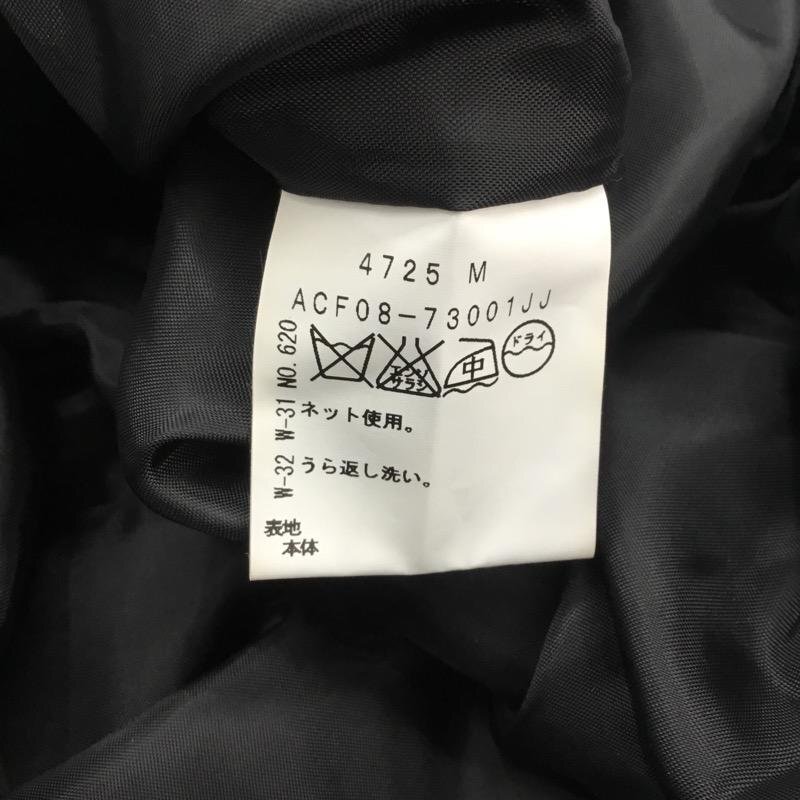 4725 M
ACF08-73001JJ
NO.620
エンソ
サラシ
中
ドライ
W-31 ネット使用。
W-32 うら返し洗い。
表地
本体